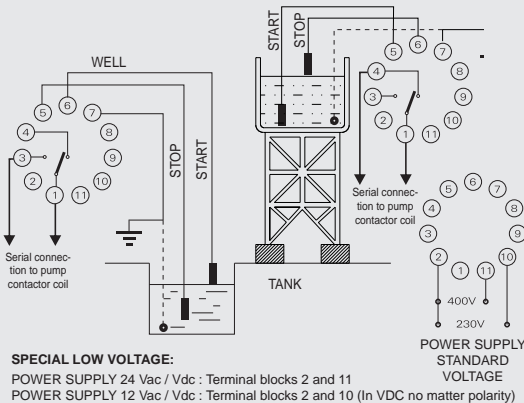 START
STOP
WELL
5
6
7
4
8
3
9
2
10
1
11
STOP
START
Serial connec-
tion to pump
contactor coil
5
6
7
4
8
3
9
2
10
1
11
Serial connec-
tion to pump
contactor coil
TANK
5
6
7
4
8
3
9
2
10
1
11
400V
230V
POWER SUPPLY
STANDARD
VOLTAGE
SPECIAL LOW VOLTAGE:
POWER SUPPLY 24 Vac / Vdc : Terminal blocks 2 and 11
POWER SUPPLY 12 Vac / Vdc : Terminal blocks 2 and 10 (In VDC no matter polarity)